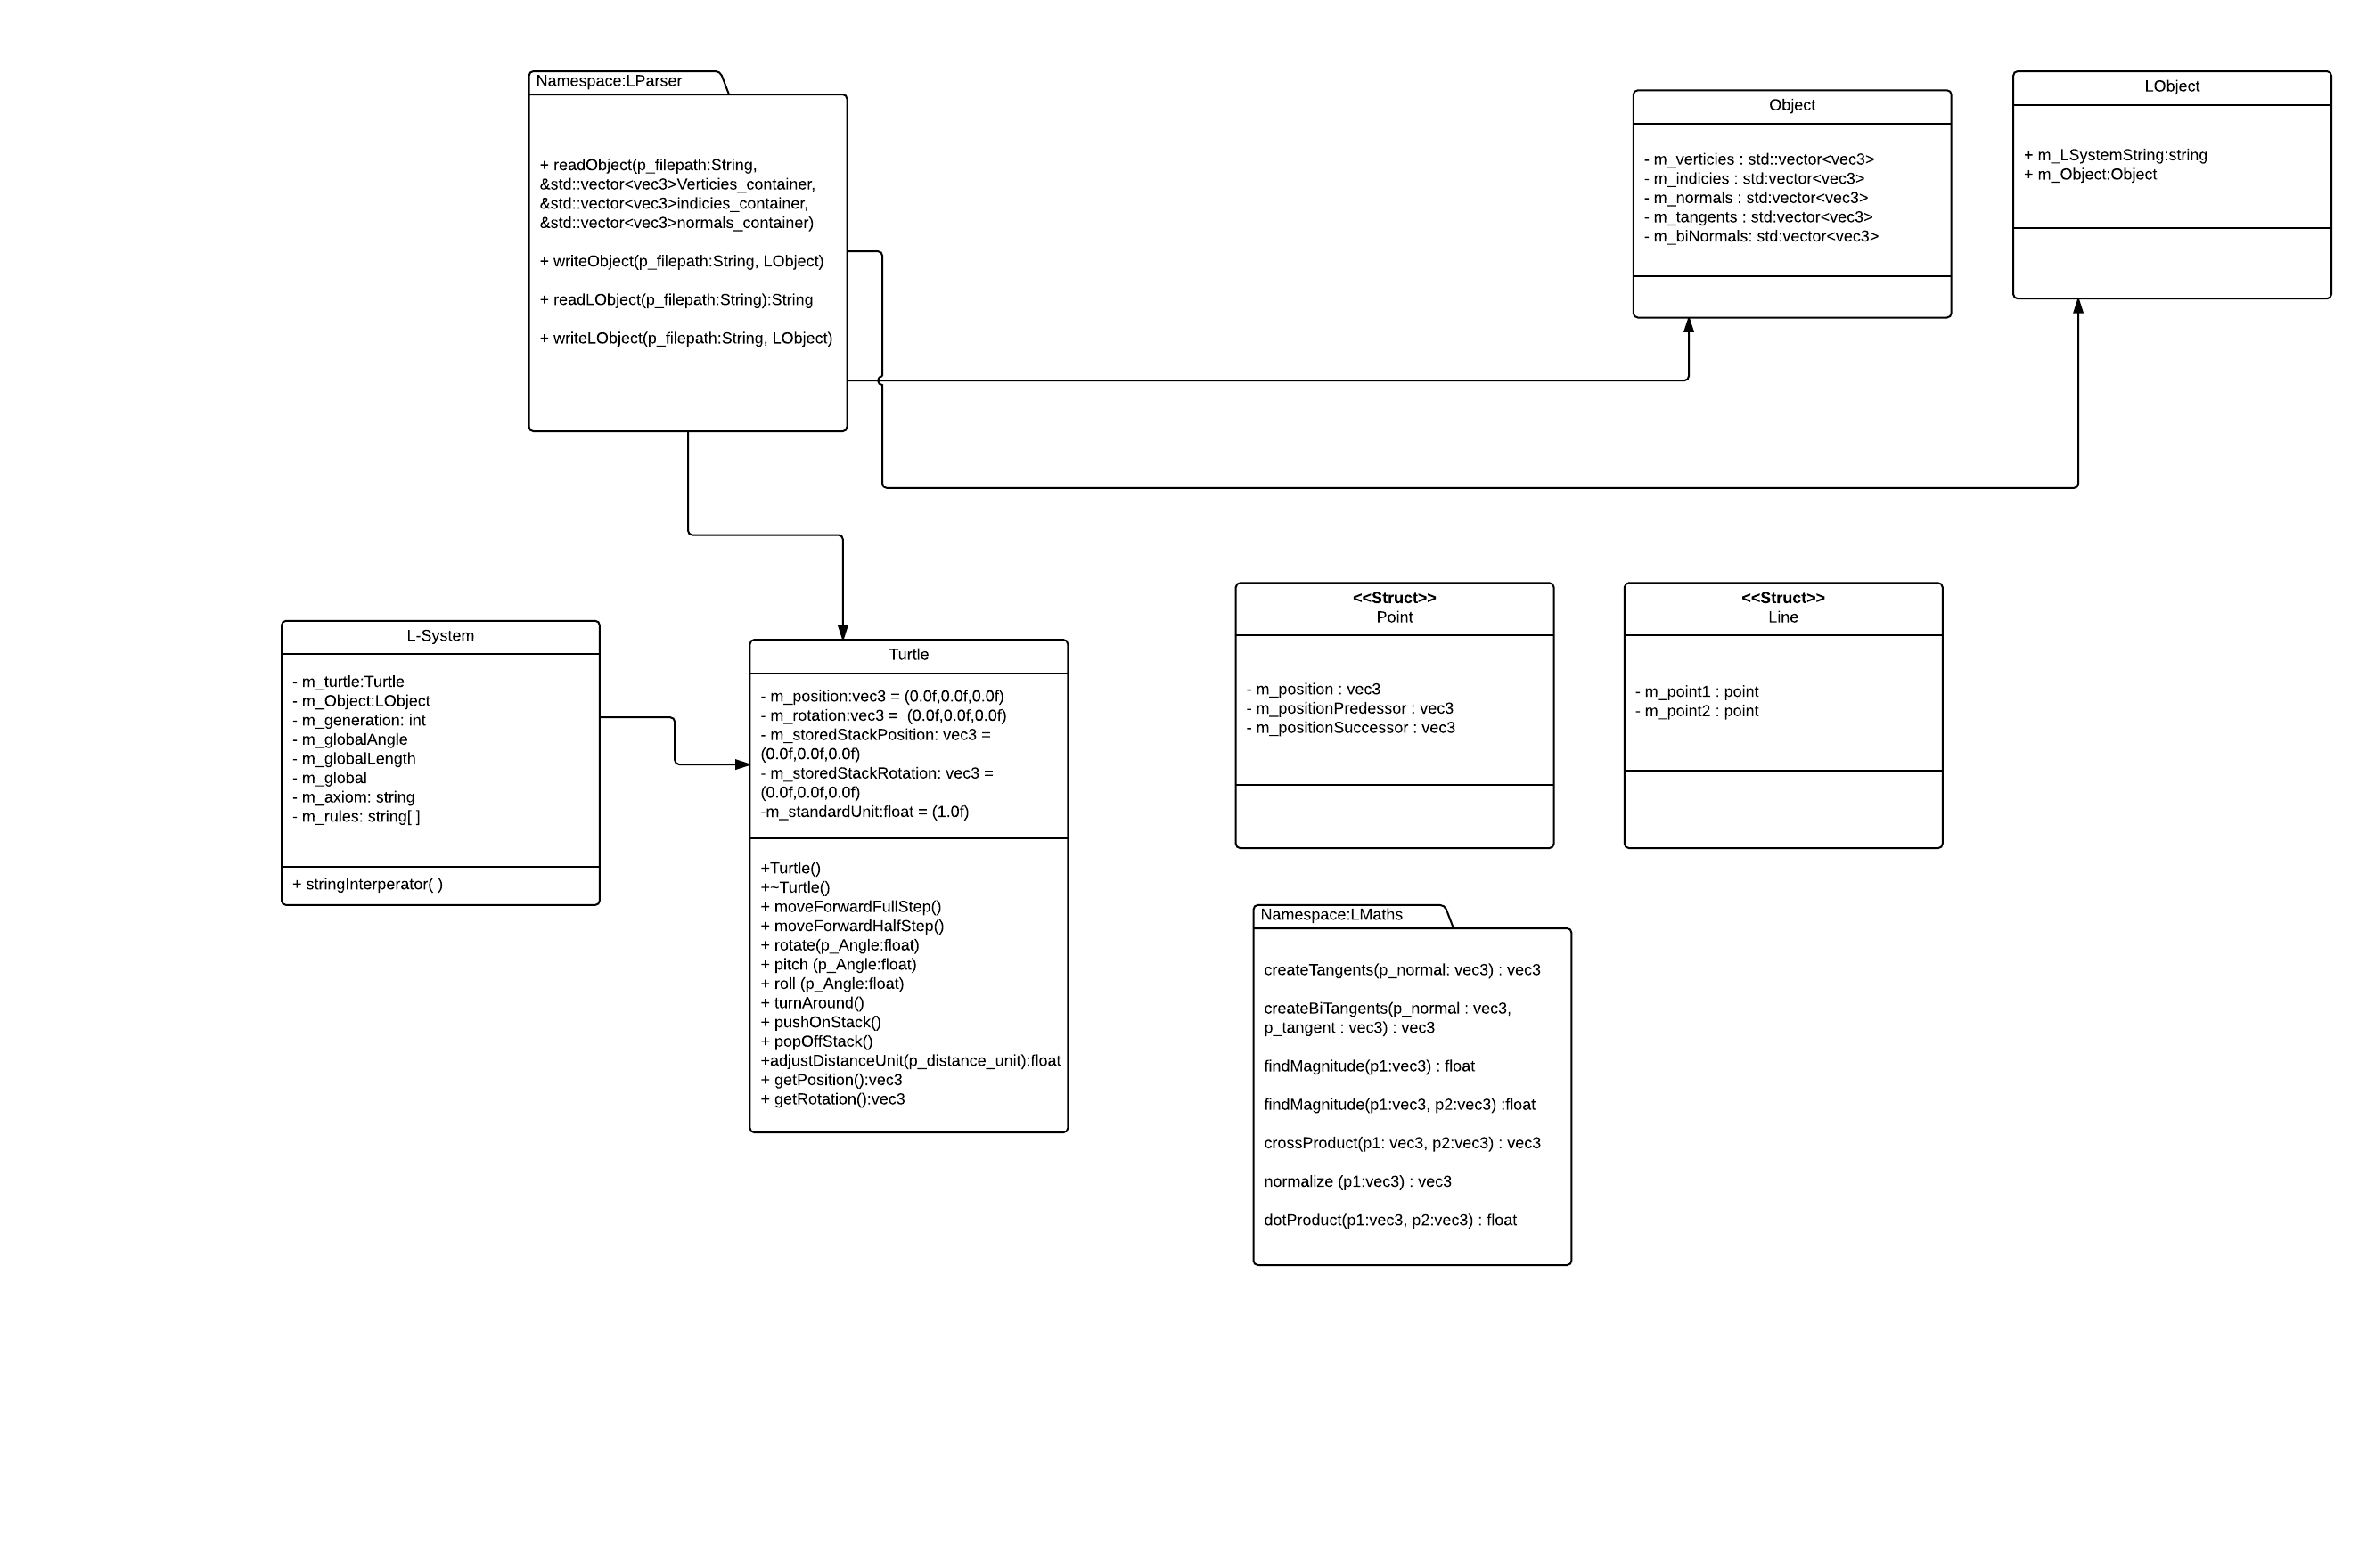 Namespace:LParser
+ readObject(p_filepath:String,
&std::vector<vec3>Verticies_container,
&std::vector<vec3>indicies_container,
&std::vector<vec3>normals_container)
+ writeObject(p_filepath:String, LObject)
+ readLObject(p_filepath:String):String
+ writeLObject(p_filepath:String, LObject)
Object
- m_verticies : std::vector<vec3>
- m_indicies : std:vector<vec3>
- m_normals : std:vector<vec3>
- m_tangents : std:vector<vec3>
- m_biNormals: std:vector<vec3>
LObject
+ m_LSystemString:string
+ m_Object:Object
L-System
- m_turtle:Turtle
- m_Object:LObject
- m_generation: int
- m_globalAngle
- m_globalLength
- m_global
- m_axiom: string
- m_rules: string[ ]
+ stringInterperator( )
Turtle
- m_position:vec3 = (0.0f,0.0f,0.0f)
- m_rotation:vec3 =  (0.0f,0.0f,0.0f)
- m_storedStackPosition: vec3 =
(0.0f,0.0f,0.0f)
- m_storedStackRotation: vec3 =
(0.0f,0.0f,0.0f)
-m_standardUnit:float = (1.0f)
+Turtle()
+~Turtle()
+ moveForwardFullStep()
+ moveForwardHalfStep()
+ rotate(p_Angle:float)
+ pitch (p_Angle:float)
+ roll (p_Angle:float)
+ turnAround()
+ pushOnStack()
+ popOffStack()
+adjustDistanceUnit(p_distance_unit):float
+ getPosition():vec3
+ getRotation():vec3
<<Struct>>
Point
- m_position : vec3
- m_positionPredessor : vec3
- m_positionSuccessor : vec3
<<Struct>>
Line
- m_point1 : point
- m_point2 : point
Namespace:LMaths
createTangents(p_normal: vec3) : vec3
createBiTangents(p_normal : vec3,
p_tangent : vec3) : vec3
findMagnitude(p1:vec3) : float
findMagnitude(p1:vec3, p2:vec3) :float
crossProduct(p1: vec3, p2:vec3) : vec3
normalize (p1:vec3) : vec3
dotProduct(p1:vec3, p2:vec3) : float